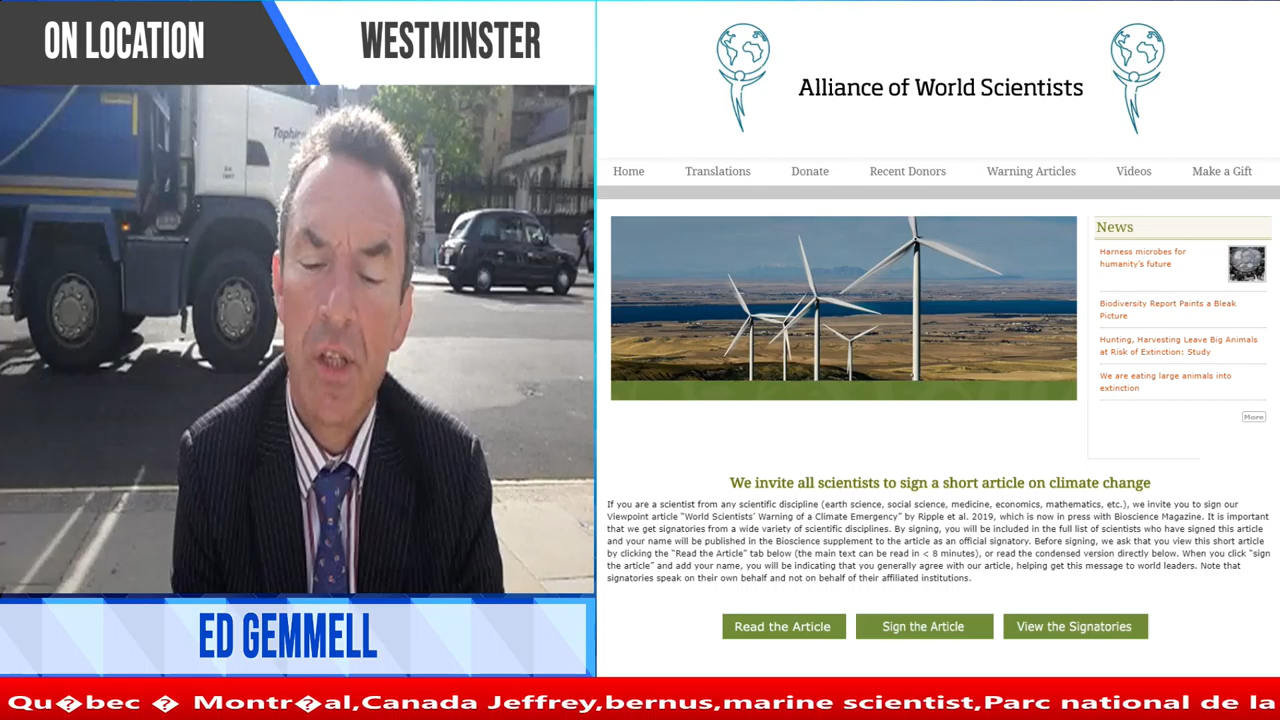 ON LOCATION
WESTMINSTER
ED GEMMELL
Alliance of World Scientists
Home Translations Donate Recent Donors Warning Articles Videos Make a Gift
News
Harness microbes for
humanity's future
Biodiversity Report Paints a Bleak
Picture
Hunting, Harvesting Leave Big Animals
at Risk of Extinction: Study
We are eating large animals into
extinction
More
We invite all scientists to sign a short article on climate change
If you are a scientist from any scientific discipline (earth science, social science, medicine, economics, mathematics, etc.), we invite you to sign our
Viewpoint article "World Scientists' Warning of a Climate Emergency" by Ripple et al. 2019, which is now in press with Bioscience Magazine. It is important
that we get signatories from a wide variety of scientific disciplines. By signing, you will be included in the full list of scientists who have signed this article
and your name will be published in the Bioscience supplement to the article as an official signatory. Before signing, we ask that you view this short article
by clicking the "Read the Article" tab below (the main text can be read in < 8 minutes), or read the condensed version directly below. When you click "sign
the article" and add your name, you will be indicating that you generally agree with our article, helping get this message to world leaders. Note that
signatories speak on their own behalf and not on behalf of their affiliated institutions.
Read the Article Sign the Article View the Signatories
Qu�bec � Montr�al,Canada Jeffrey,bernus,marine scientist,Parc national de la